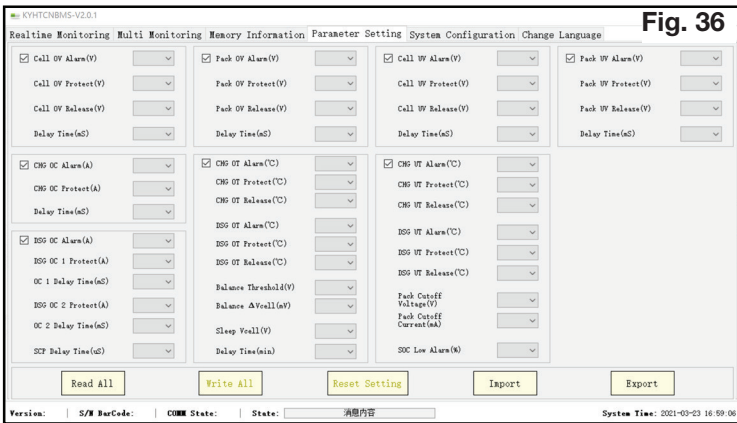 KYHTCNBMS-V2.0.1
Fig. 36
Realtime Monitoring Multi Monitoring Memory Information Parameter Setting System Configuration Change Language
Cell OV Alarm(V)
Cell OV Protect(V)
Cell OV Release(V)
Delay Time(mS)
Pack OV Alarm(V)
Pack OV Protect(V)
Pack OV Release(V)
Delay Time(mS)
Cell UV Alarm(V)
Cell UV Protect(V)
Cell UV Release(V)
Delay Time(mS)
Pack UV Alarm(V)
Pack UV Protect(V)
Pack UV Release(V)
Delay Time(mS)
CHG OC Alarm(A)
CHG OC Protect(A)
Delay Time(mS)
DSG OC Alarm(A)
DSG OC 1 Protect(A)
OC 1 Delay Time(mS)
DSG OC 2 Protect(A)
OC 2 Delay Time(mS)
SCP Delay Time(uS)
CHG OT Alarm(℃)
CHG OT Protect(℃)
CHG OT Release(℃)
DSG OT Alarm(℃)
DSG OT Protect(℃)
DSG OT Release(℃)
Balance Threshold(V)
Balance ΔVcell(mV)
Sleep Vcell(V)
Delay Time(min)
CHG UT Alarm(℃)
CHG UT Protect(℃)
CHG UT Release(℃)
DSG UT Alarm(℃)
DSG UT Protect(℃)
DSG UT Release(℃)
Pack Cutoff
Voltage(V)
Pack Cutoff
Current(mA)
SOC Low Alarm(%)
Read All
Write All
Reset Setting
Import
Export
Version: S/N BarCode: COMM State: State: 消息内容 System Time: 2021-03-23 16:59:06